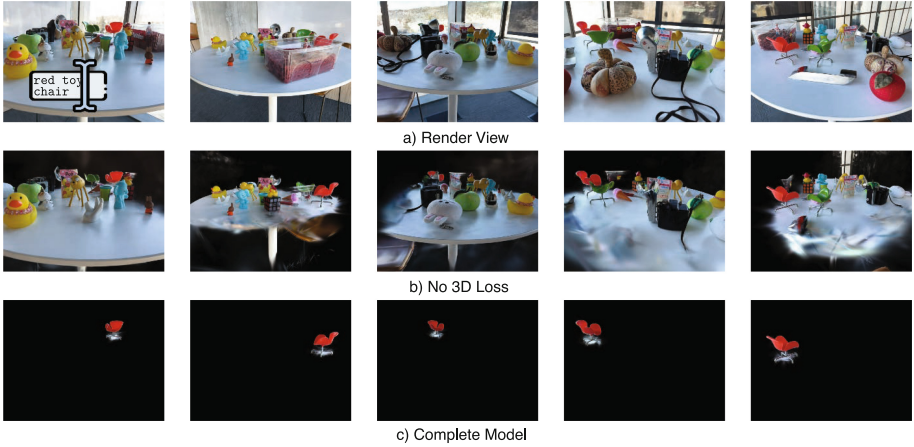 red toy
chair
a) Render View
b) No 3D Loss
c) Complete Model